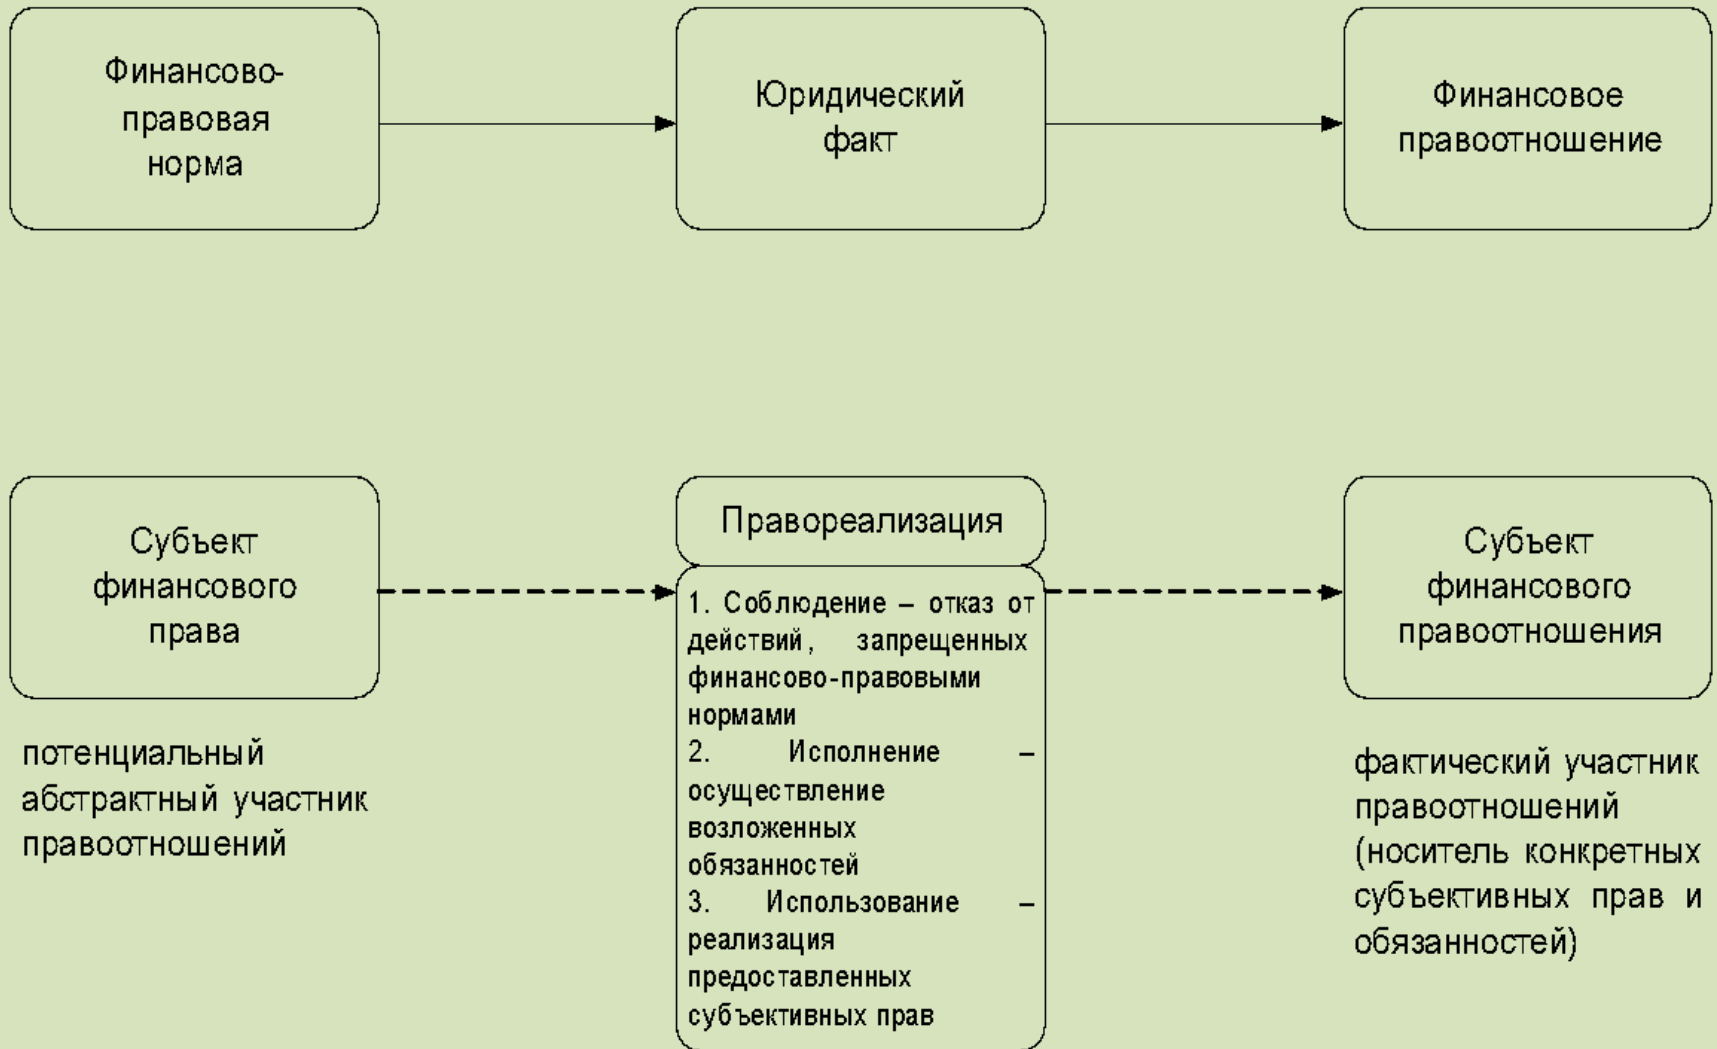 Финансово-
правовая
норма
Юридический
факт
Финансовое
правоотношение
Субъект
финансового
права
Правореализация
1. Соблюдение – отказ от
действий, запрещенных
финансово-правовыми
нормами
2. Исполнение –
осуществление
возложенных
обязанностей
3. Использование –
реализация
предоставленных
субъективных прав
Субъект
финансового
правоотношения
потенциальный
абстрактный участник
правоотношений
фактический участник
правоотношений
(носитель конкретных
субъективных прав и
обязанностей)